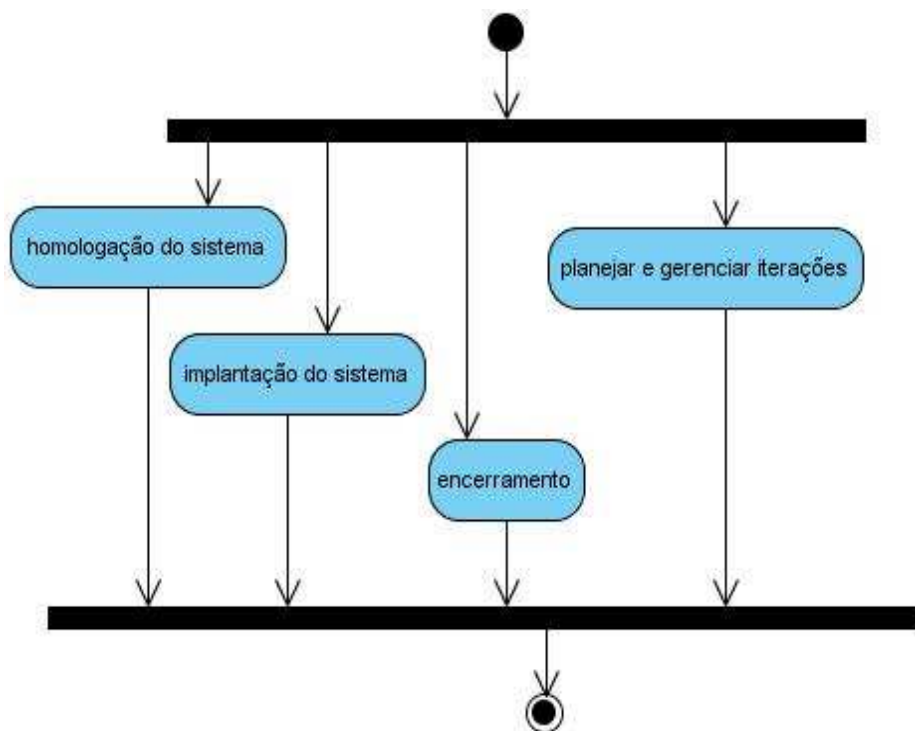 homologação do sistema
planejar e gerenciar iterações
implantação do sistema
encerramento